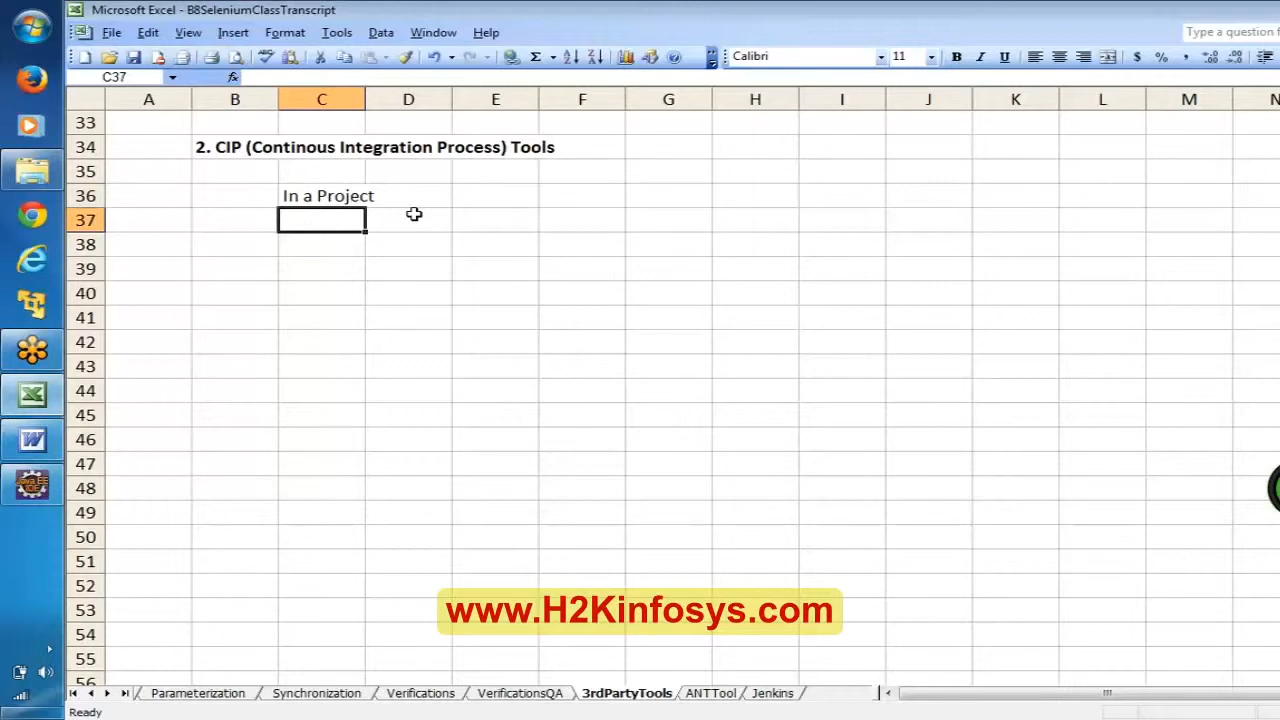 Microsoft Excel - B8SeleniumClassTranscript
File Edit View Insert Format Tools Data Window Help
Type a question f
Calibri 11 B I U $ % ,
C37 fx
A B C D E F G H I J K L M N
33
34 2. CIP (Continous Integration Process) Tools
35
36 In a Project
37
38
39
40
41
42
43
44
45
46
47
48
49
50
51
52
53
54
55
56
www.H2Kinfosys.com
Parameterization Synchronization Verifications VerificationsQA 3rdPartyTools ANTTool Jenkins
Ready